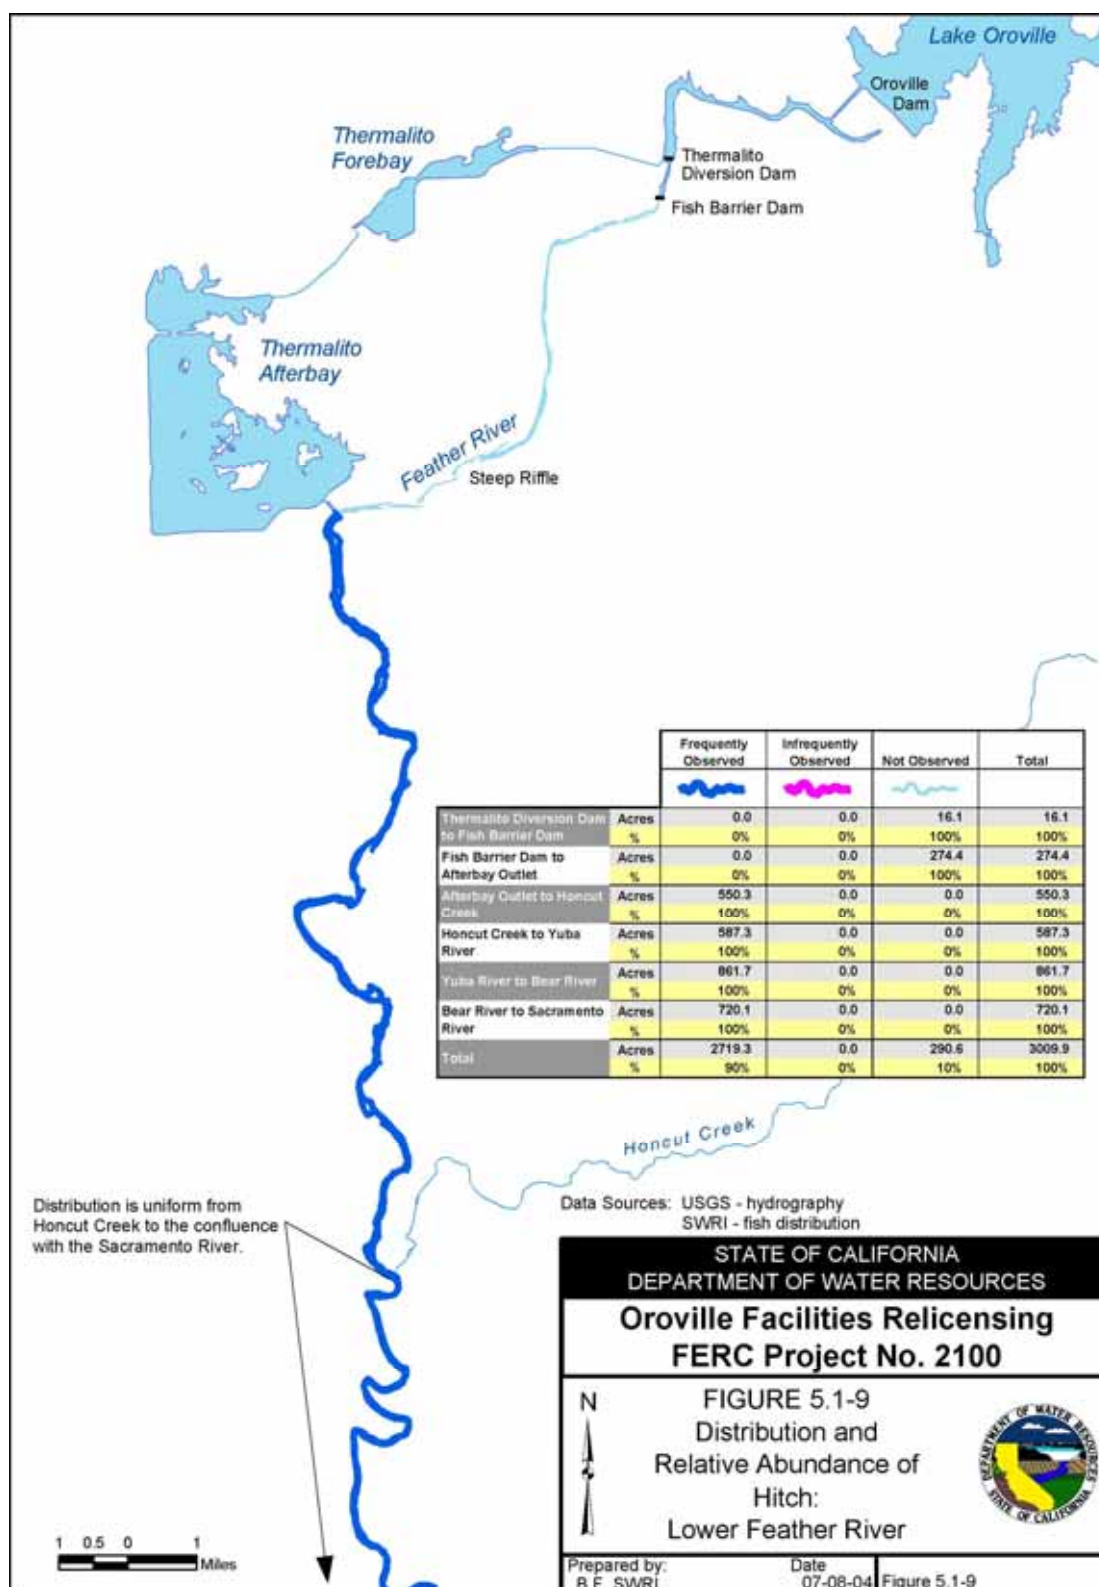 Lake Oroville
Oroville
Dam
Thermalito
Forebay
Thermalito
Diversion Dam
Fish Barrier Dam
Thermalito
Afterbay
Feather River
Steep Riffle
Frequently Observed Infrequently Observed Not Observed Total
Thermalito Diversion Dam to Fish Barrier Dam Acres 0.0 0.0 16.1 16.1
% 0% 0% 100% 100%
Fish Barrier Dam to Afterbay Outlet Acres 0.0 0.0 274.4 274.4
% 0% 0% 100% 100%
Afterbay Outlet to Honcut Creek Acres 550.3 0.0 0.0 550.3
% 100% 0% 0% 100%
Honcut Creek to Yuba River Acres 587.3 0.0 0.0 587.3
% 100% 0% 0% 100%
Yuba River to Bear River Acres 861.7 0.0 0.0 861.7
% 100% 0% 0% 100%
Bear River to Sacramento River Acres 720.1 0.0 0.0 720.1
% 100% 0% 0% 100%
Total Acres 2719.3 0.0 290.6 3009.9
% 90% 0% 10% 100%
Honcut Creek
Distribution is uniform from
Honcut Creek to the confluence
with the Sacramento River.
Data Sources: USGS - hydrography
SWRI - fish distribution
STATE OF CALIFORNIA
DEPARTMENT OF WATER RESOURCES
Oroville Facilities Relicensing
FERC Project No. 2100
N
FIGURE 5.1-9
Distribution and
Relative Abundance of
Hitch:
Lower Feather River
DEPARTMENT OF WATER RESOURCES
STATE OF CALIFORNIA
1 0.5 0 1
Miles
Prepared by: Date
B.F. SWRI 07-08-04 Figure 5.1-9